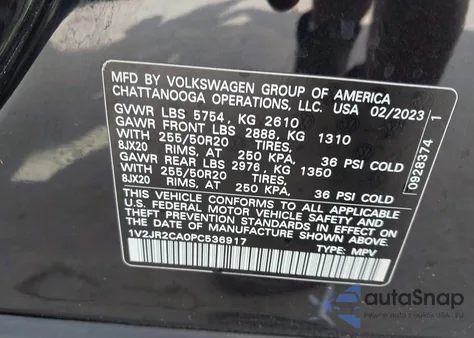 MFD BY VOLKSWAGEN GROUP OF AMERICA
CHATTANOOGA OPERATIONS, LLC. USA 02/2023
GVWR LBS 5754, KG 2610
GAWR FRONT LBS 2888, KG 1310
WITH 255/50R20 TIRES,
8JX20 RIMS, AT 250 KPA, 36 PSI COLD
GAWR REAR LBS 2976, KG 1350
WITH 255/50R20 TIRES,
8JX20 RIMS, AT 250 KPA, 36 PSI COLD
THIS VEHICLE CONFORMS TO ALL APPLICABLE
U.S. FEDERAL MOTOR VEHICLE SAFETY AND
THEFT PREVENTION STANDARDS IN EFFECT ON
THE DATE OF MANUFACTURE SHOWN ABOVE.
1V2JR2CA0PC536917 TYPE: MPV
0928374 1
autoSnap